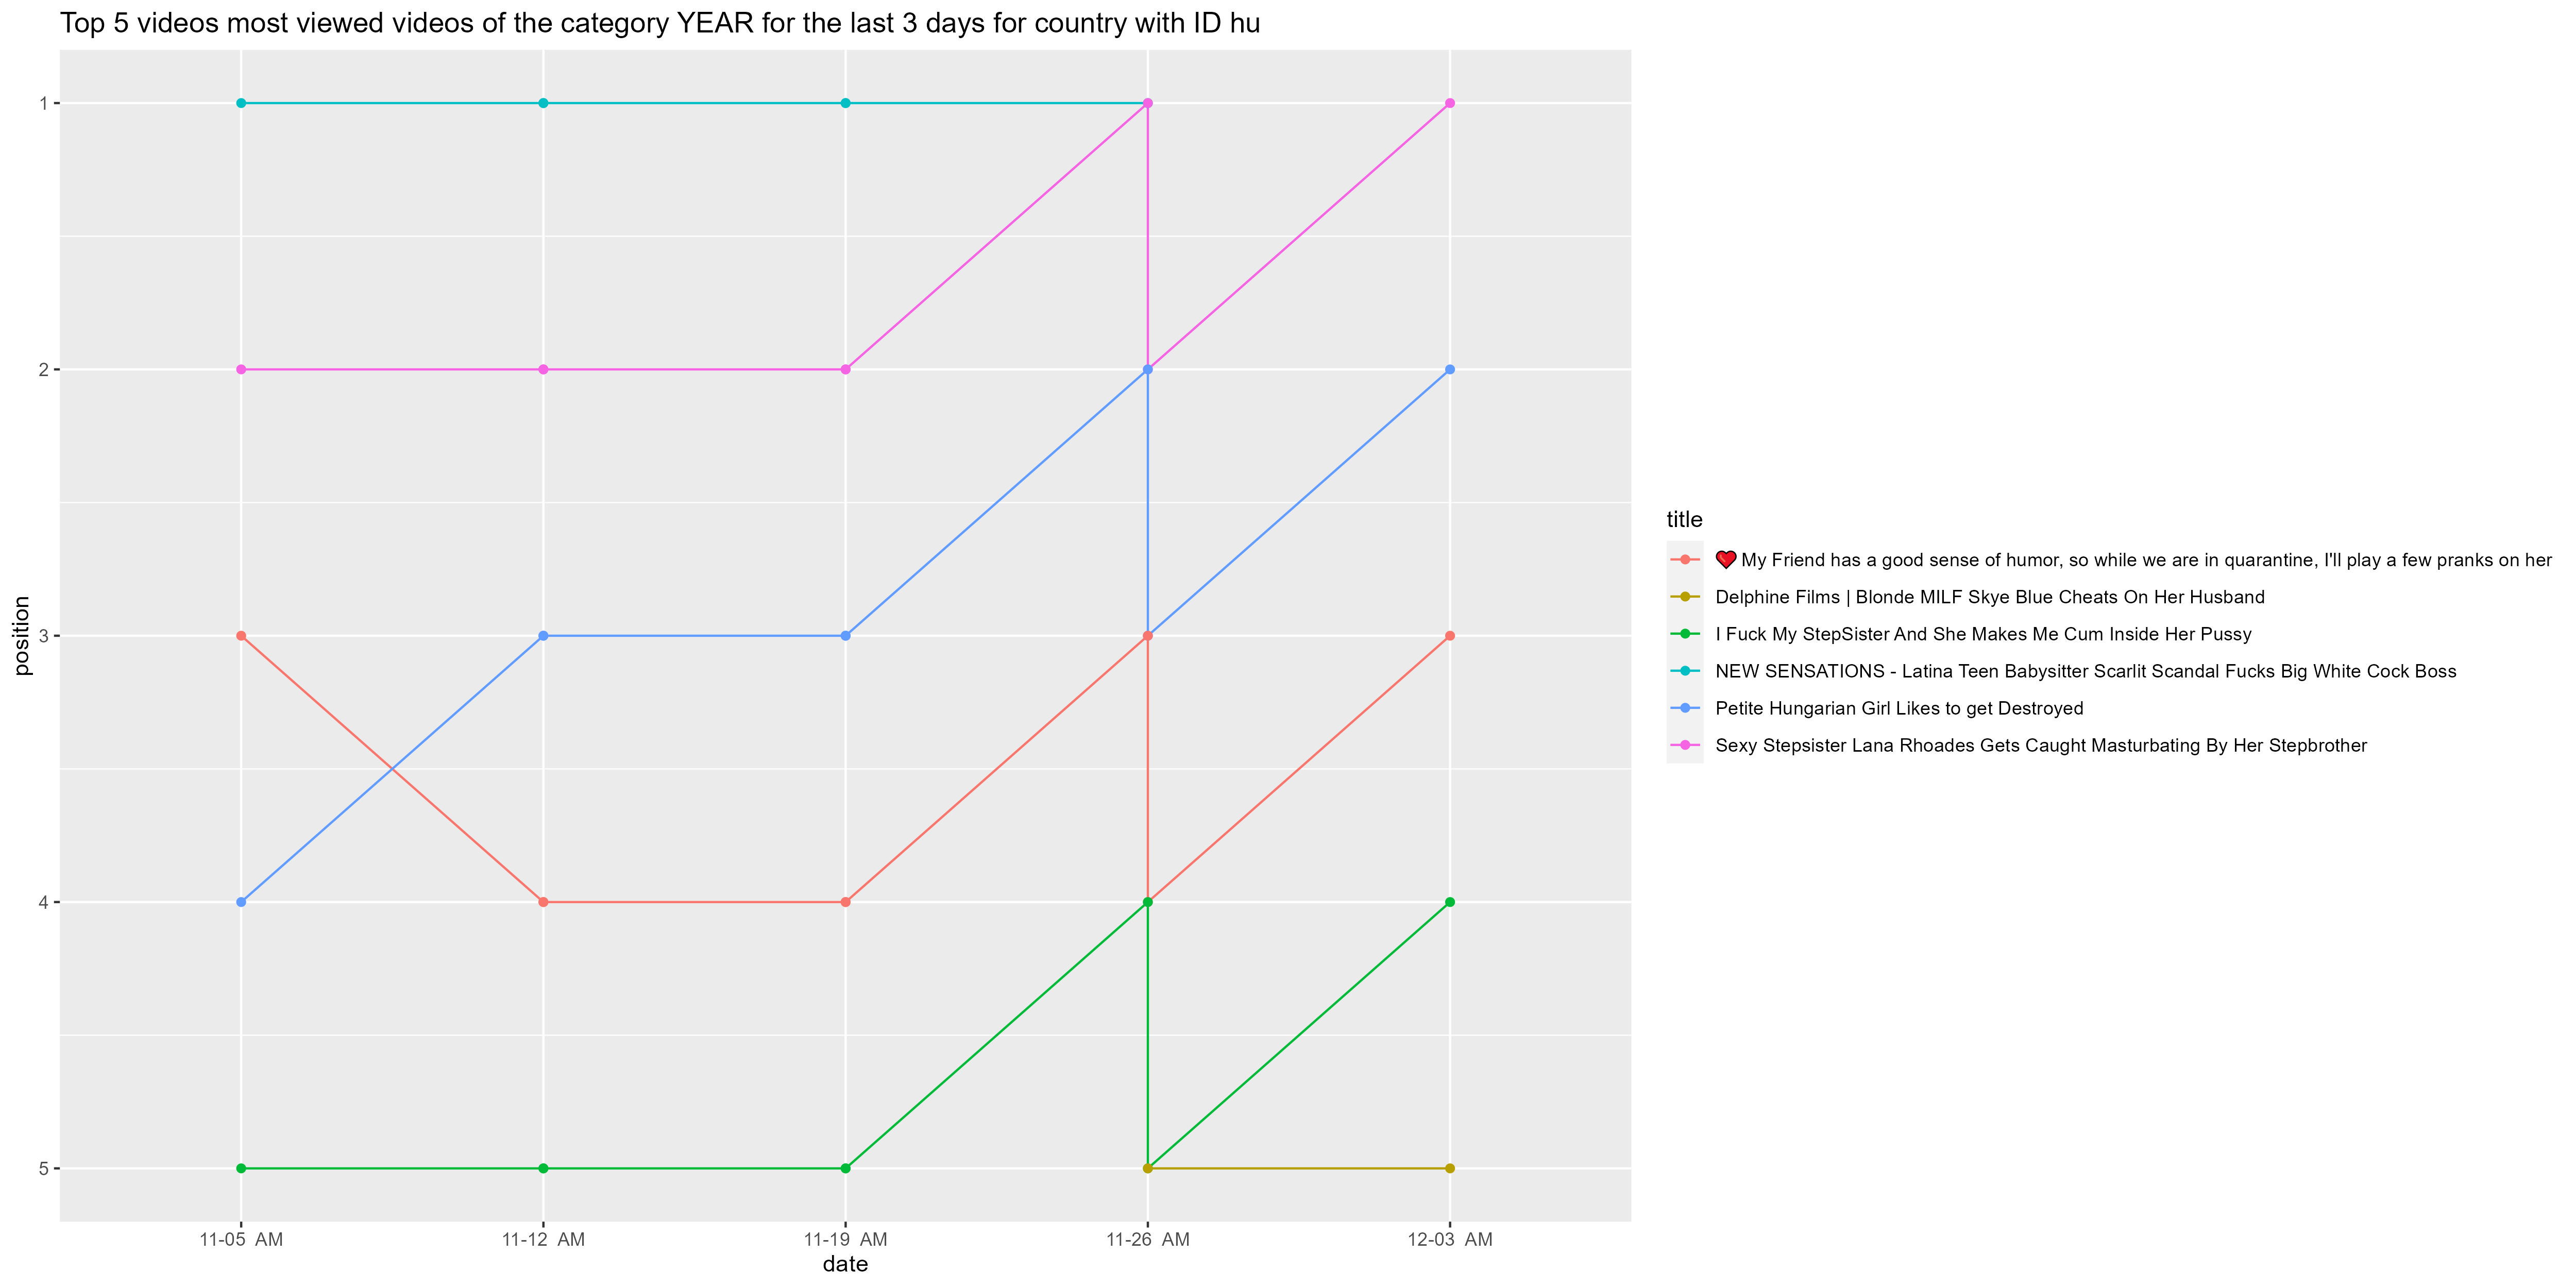 Top 5 videos most viewed videos of the category YEAR for the last 3 days for country with ID hu
1
2
3
4
5
position
11-05 AM
11-12 AM
11-19 AM
11-26 AM
12-03 AM
date
title
❤️ My Friend has a good sense of humor, so while we are in quarantine, I'll play a few pranks on her
Delphine Films | Blonde MILF Skye Blue Cheats On Her Husband
I Fuck My StepSister And She Makes Me Cum Inside Her Pussy
NEW SENSATIONS - Latina Teen Babysitter Scarlit Scandal Fucks Big White Cock Boss
Petite Hungarian Girl Likes to get Destroyed
Sexy Stepsister Lana Rhoades Gets Caught Masturbating By Her Stepbrother